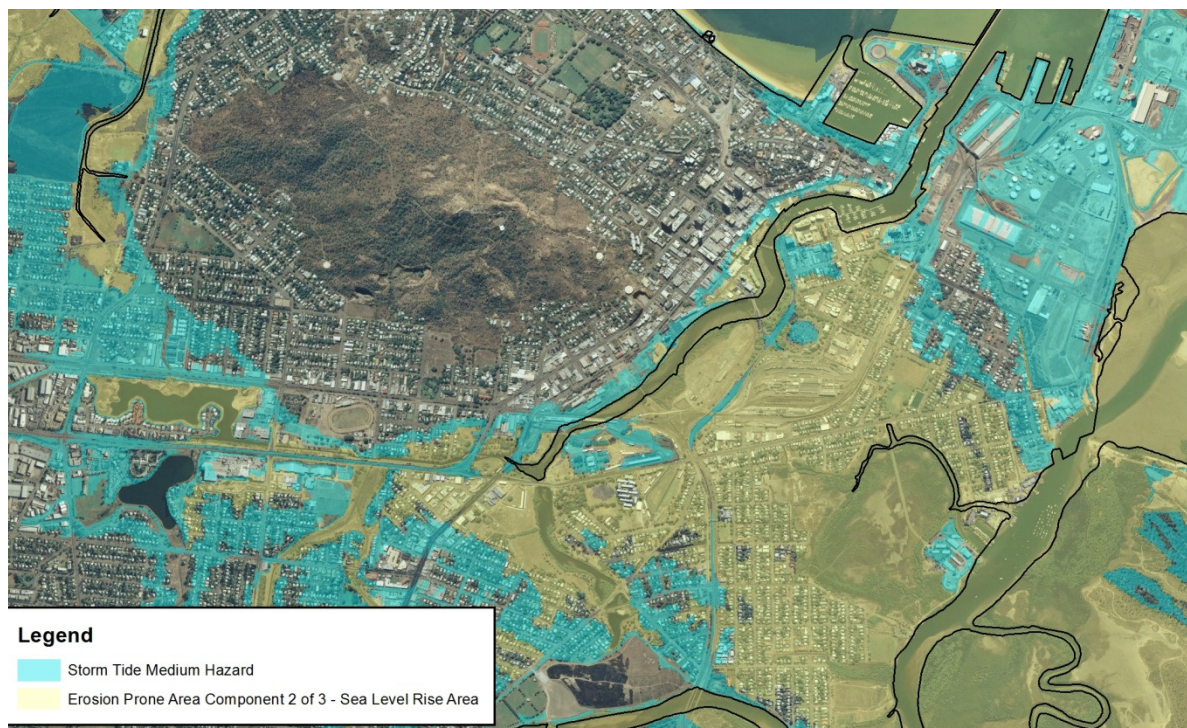 Legend
Storm Tide Medium Hazard
Erosion Prone Area Component 2 of 3 - Sea Level Rise Area